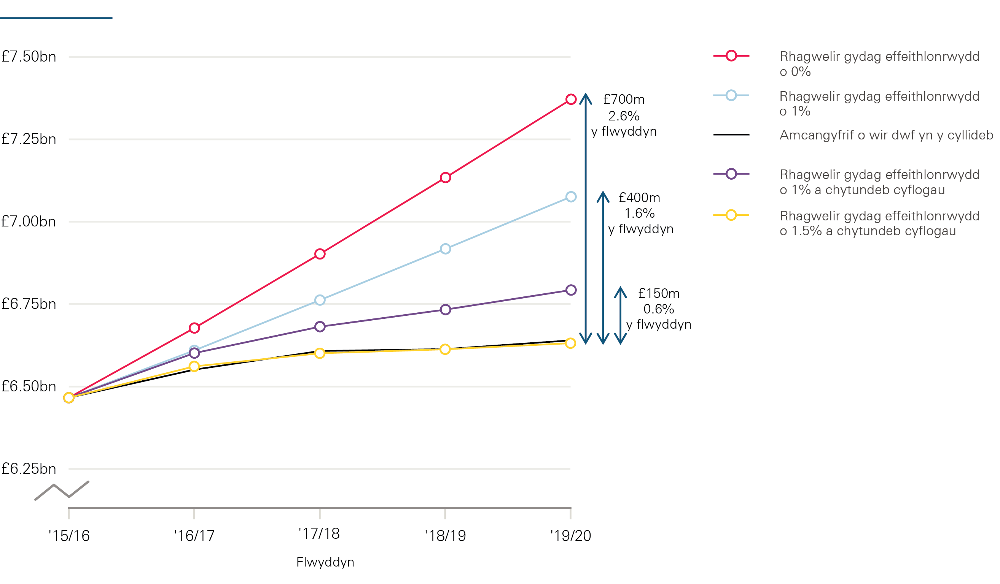 £7.50bn
£7.25bn
£7.00bn
£6.75bn
£6.50bn
£6.25bn
'15/16
'16/17
'17/18
'18/19
'19/20
Flwyddyn
£700m
2.6%
y flwyddyn
£400m
1.6%
y flwyddyn
£150m
0.6%
y flwyddyn
Rhagwelir gydag effeithlonrwydd
o 0%
Rhagwelir gydag effeithlonrwydd
o 1%
Amcangyfrif o wir dwf yn y cyllideb
Rhagwelir gydag effeithlonrwydd
o 1% a chytundeb cyflogau
Rhagwelir gydag effeithlonrwydd
o 1.5% a chytundeb cyflogau